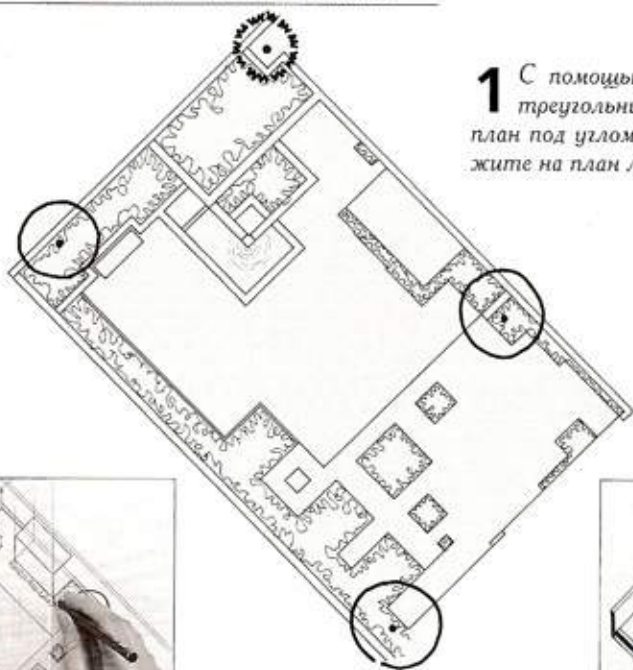 1 С помощью
треугольни
план под углом
жите на план л